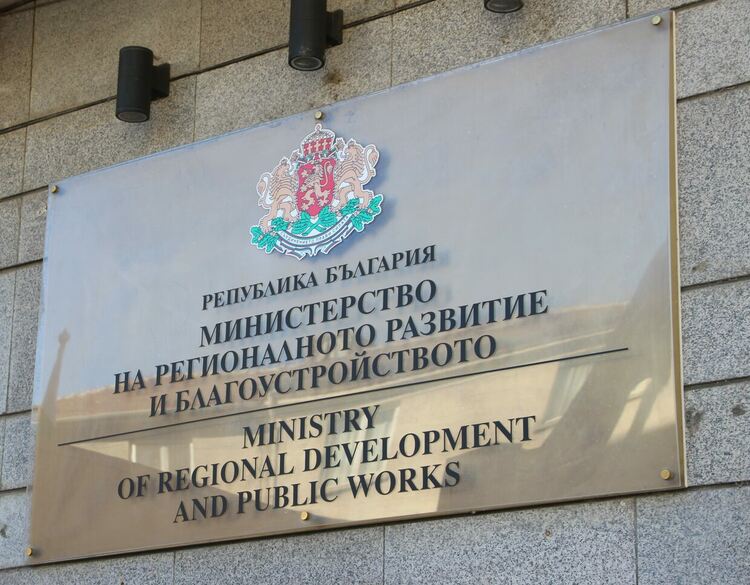 РЕПУБЛИКА БЪЛГАРИЯ
МИНИСТЕРСТВО
НА РЕГИОНАЛНОТО РАЗВИТИЕ
И БЛАГОУСТРОЙСТВОТО
MINISTRY
OF REGIONAL DEVELOPMENT
AND PUBLIC WORKS